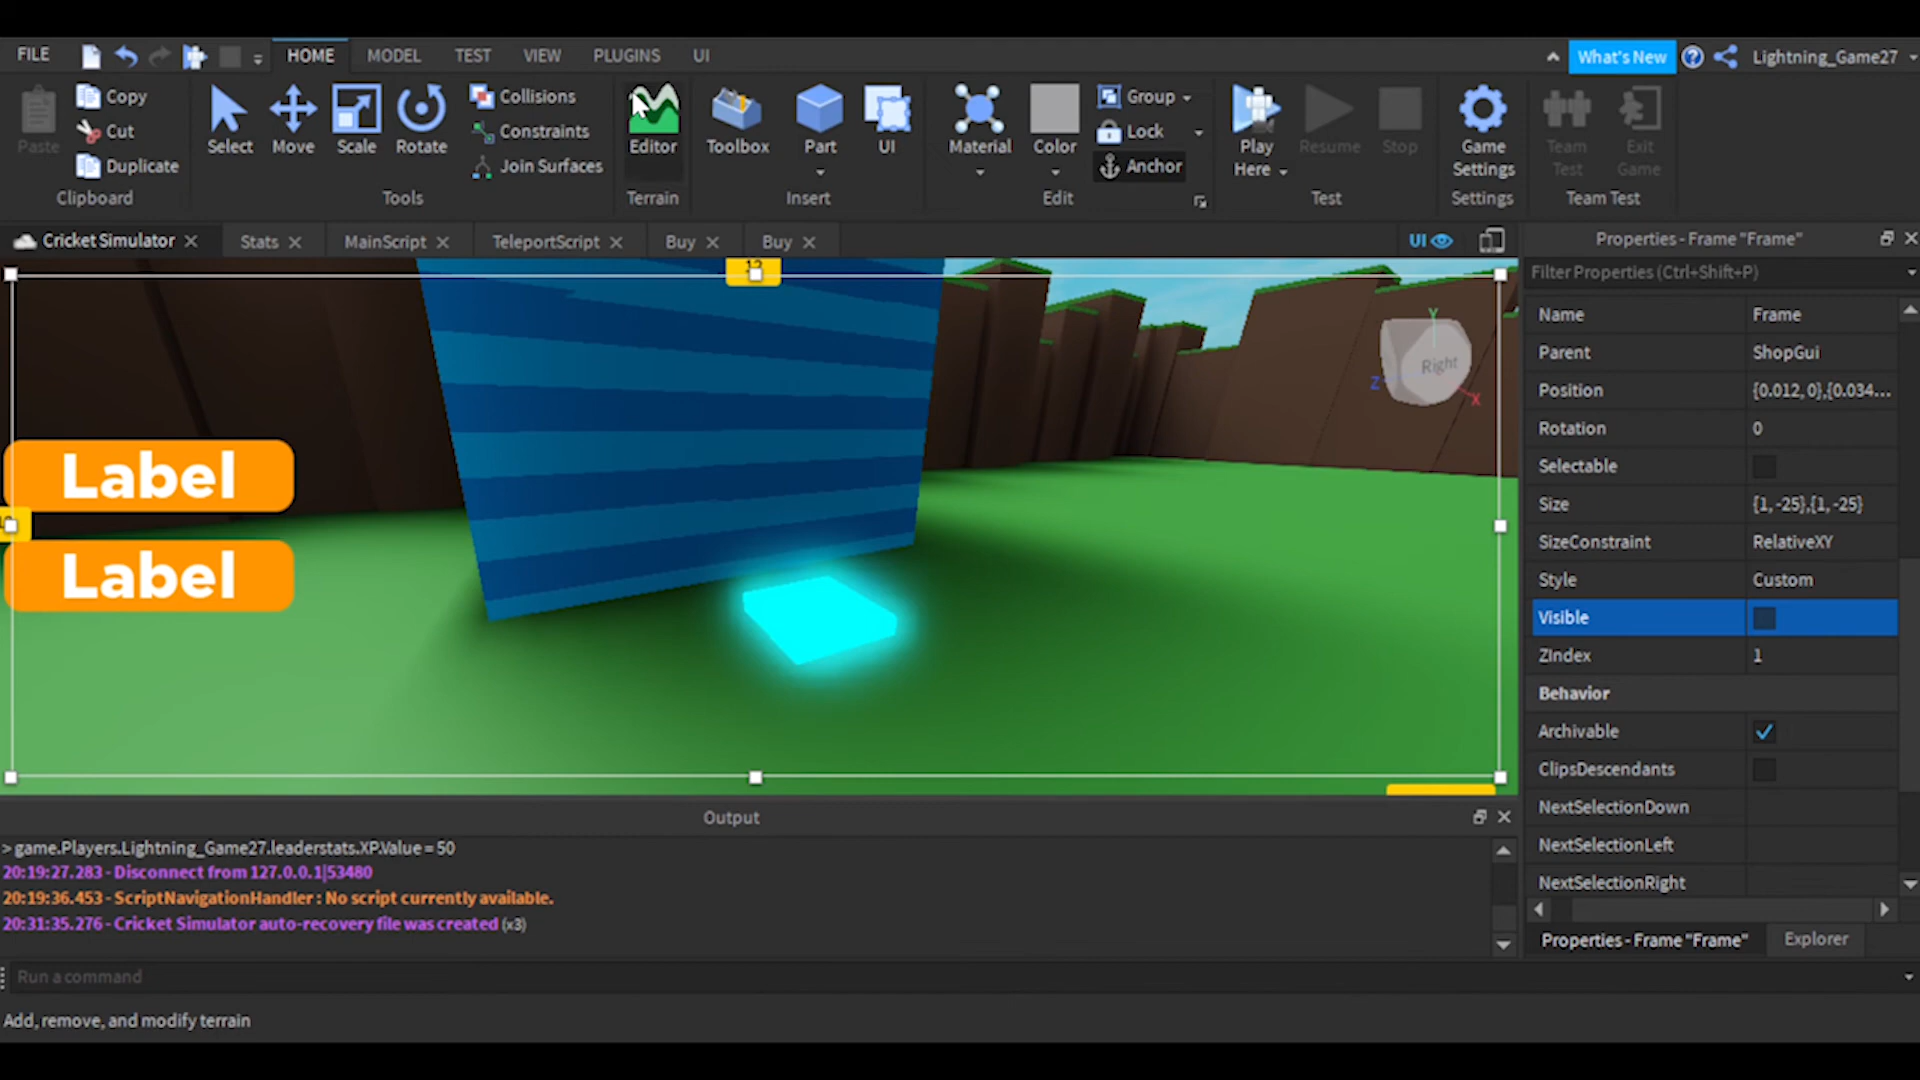 FILE HOME MODEL TEST VIEW PLUGINS UI What's New Lightning_Game27
Paste Copy Cut Duplicate
Clipboard
Select Move Scale Rotate Collisions Constraints Join Surfaces
Tools
Editor
Terrain
Toolbox Part UI
Insert
Material Color Group Lock Anchor
Edit
Play Here Resume Stop
Test
Game Settings
Settings
Team Test Exit Game
Team Test
Cricket Simulator Stats MainScript TeleportScript Buy Buy UI
12
Y
Right
Z
X
Label
Label
Properties - Frame "Frame"
Filter Properties (Ctrl+Shift+P)
Name Frame
Parent ShopGui
Position {0.012, 0},{0.034...
Rotation 0
Selectable
Size {1, -25},{1, -25}
SizeConstraint RelativeXY
Style Custom
Visible
ZIndex 1
Behavior
Archivable
ClipsDescendants
NextSelectionDown
NextSelectionLeft
NextSelectionRight
Properties - Frame "Frame" Explorer
Output
> game.Players.Lightning_Game27.leaderstats.XP.Value = 50
20:19:27.283 - Disconnect from 127.0.0.1|53480
20:19:36.453 - ScriptNavigationHandler : No script currently available.
20:31:35.276 - Cricket Simulator auto-recovery file was created (x3)
Run a command
Add, remove, and modify terrain